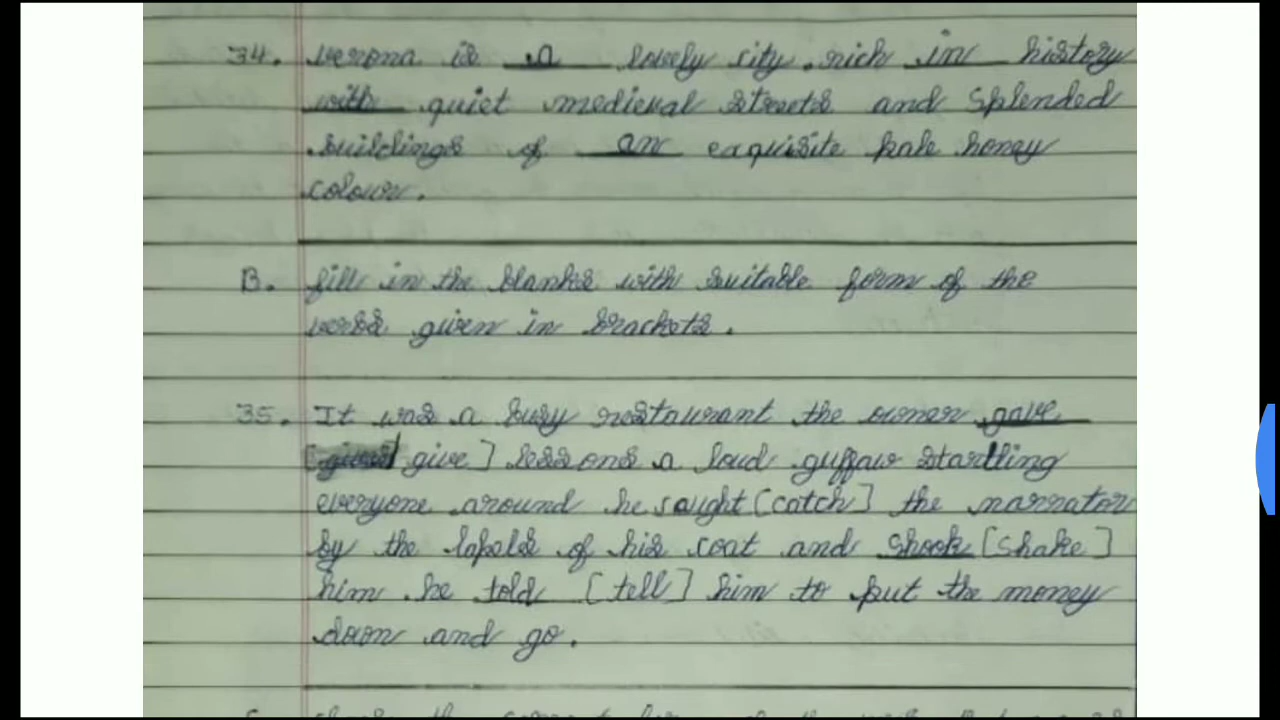 34. verona is a lovely city. rich in history
with quiet medieval streets and splended
buildings of an exquisite pale honey
colour.
B. fill in the blanks with suitable form of the
verbs given in brackets.
35. It was a busy restaurant the owner gave
[give] lessons a loud guffaw startling
everyone around he caught [catch] the narrator
by the lapels of his coat and shook [shake]
him he told [tell] him to put the money
down and go.